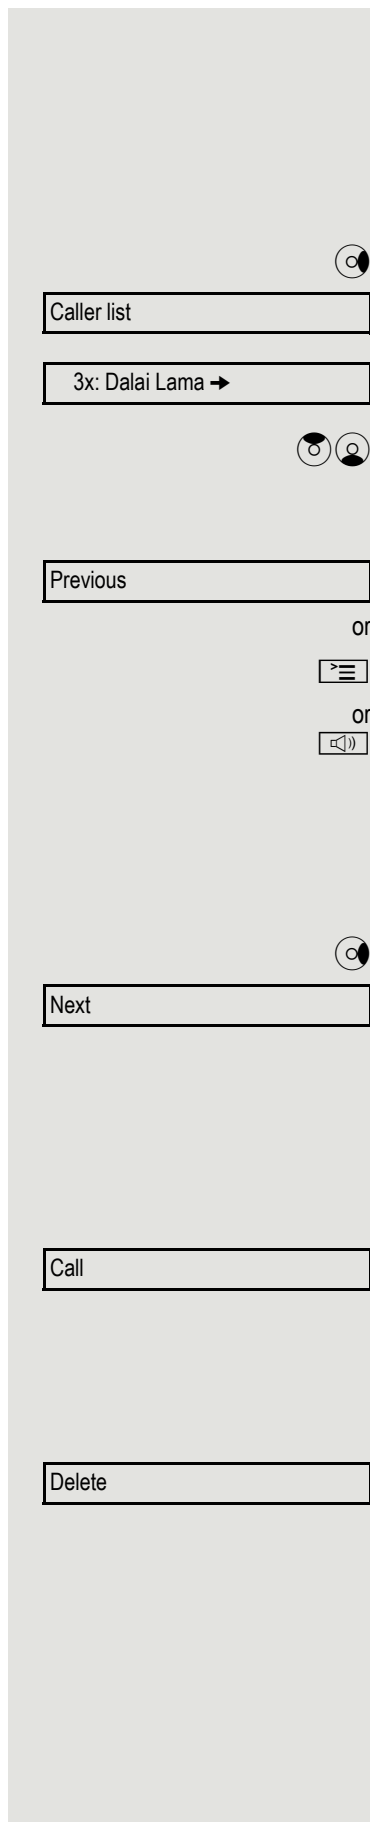 Caller list
3x: Dalai Lama →
Previous
or
or
Next
Call
Delete